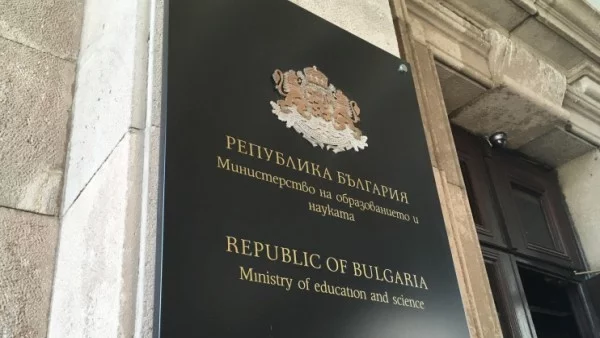 РЕПУБЛИКА БЪЛГАРИЯ
Министерство на образованието и
науката
REPUBLIC OF BULGARIA
Ministry of education and science